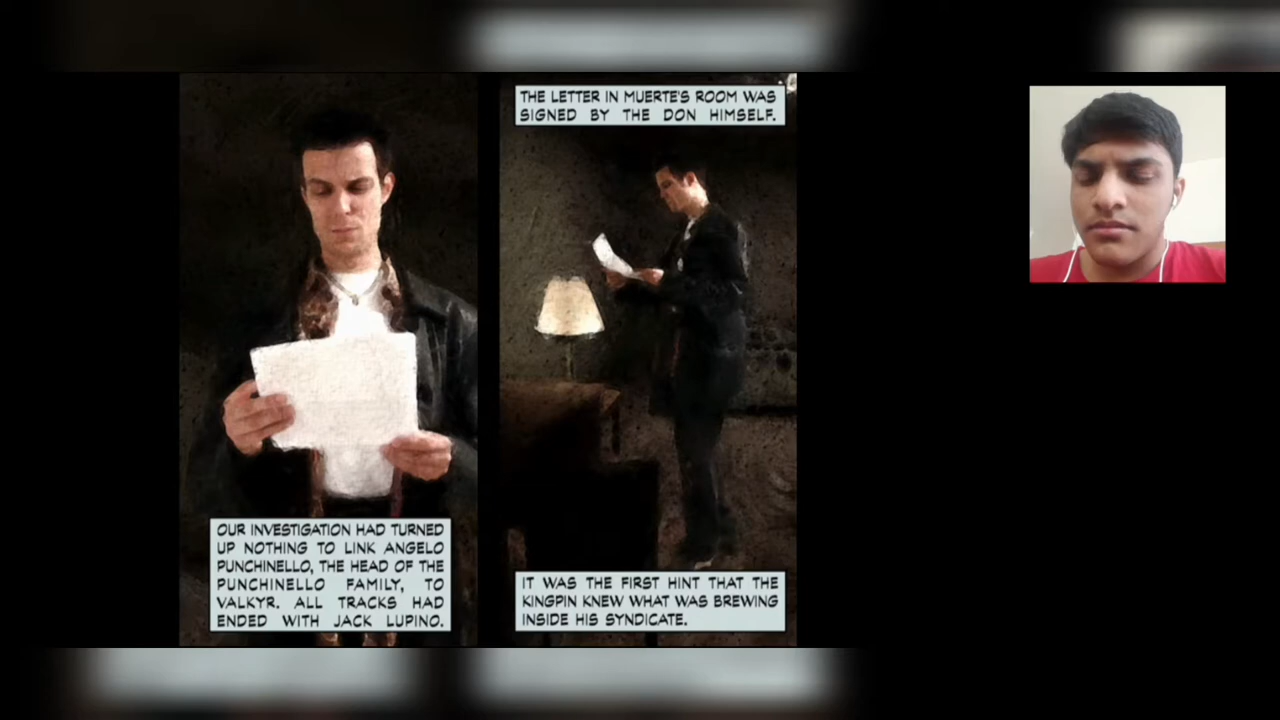 OUR INVESTIGATION HAD TURNED
UP NOTHING TO LINK ANGELO
PUNCHINELLO, THE HEAD OF THE
PUNCHINELLO FAMILY, TO
VALKYR. ALL TRACKS HAD
ENDED WITH JACK LUPINO.
THE LETTER IN MUERTE'S ROOM WAS
SIGNED BY THE DON HIMSELF.
IT WAS THE FIRST HINT THAT THE
KINGPIN KNEW WHAT WAS BREWING
INSIDE HIS SYNDICATE.